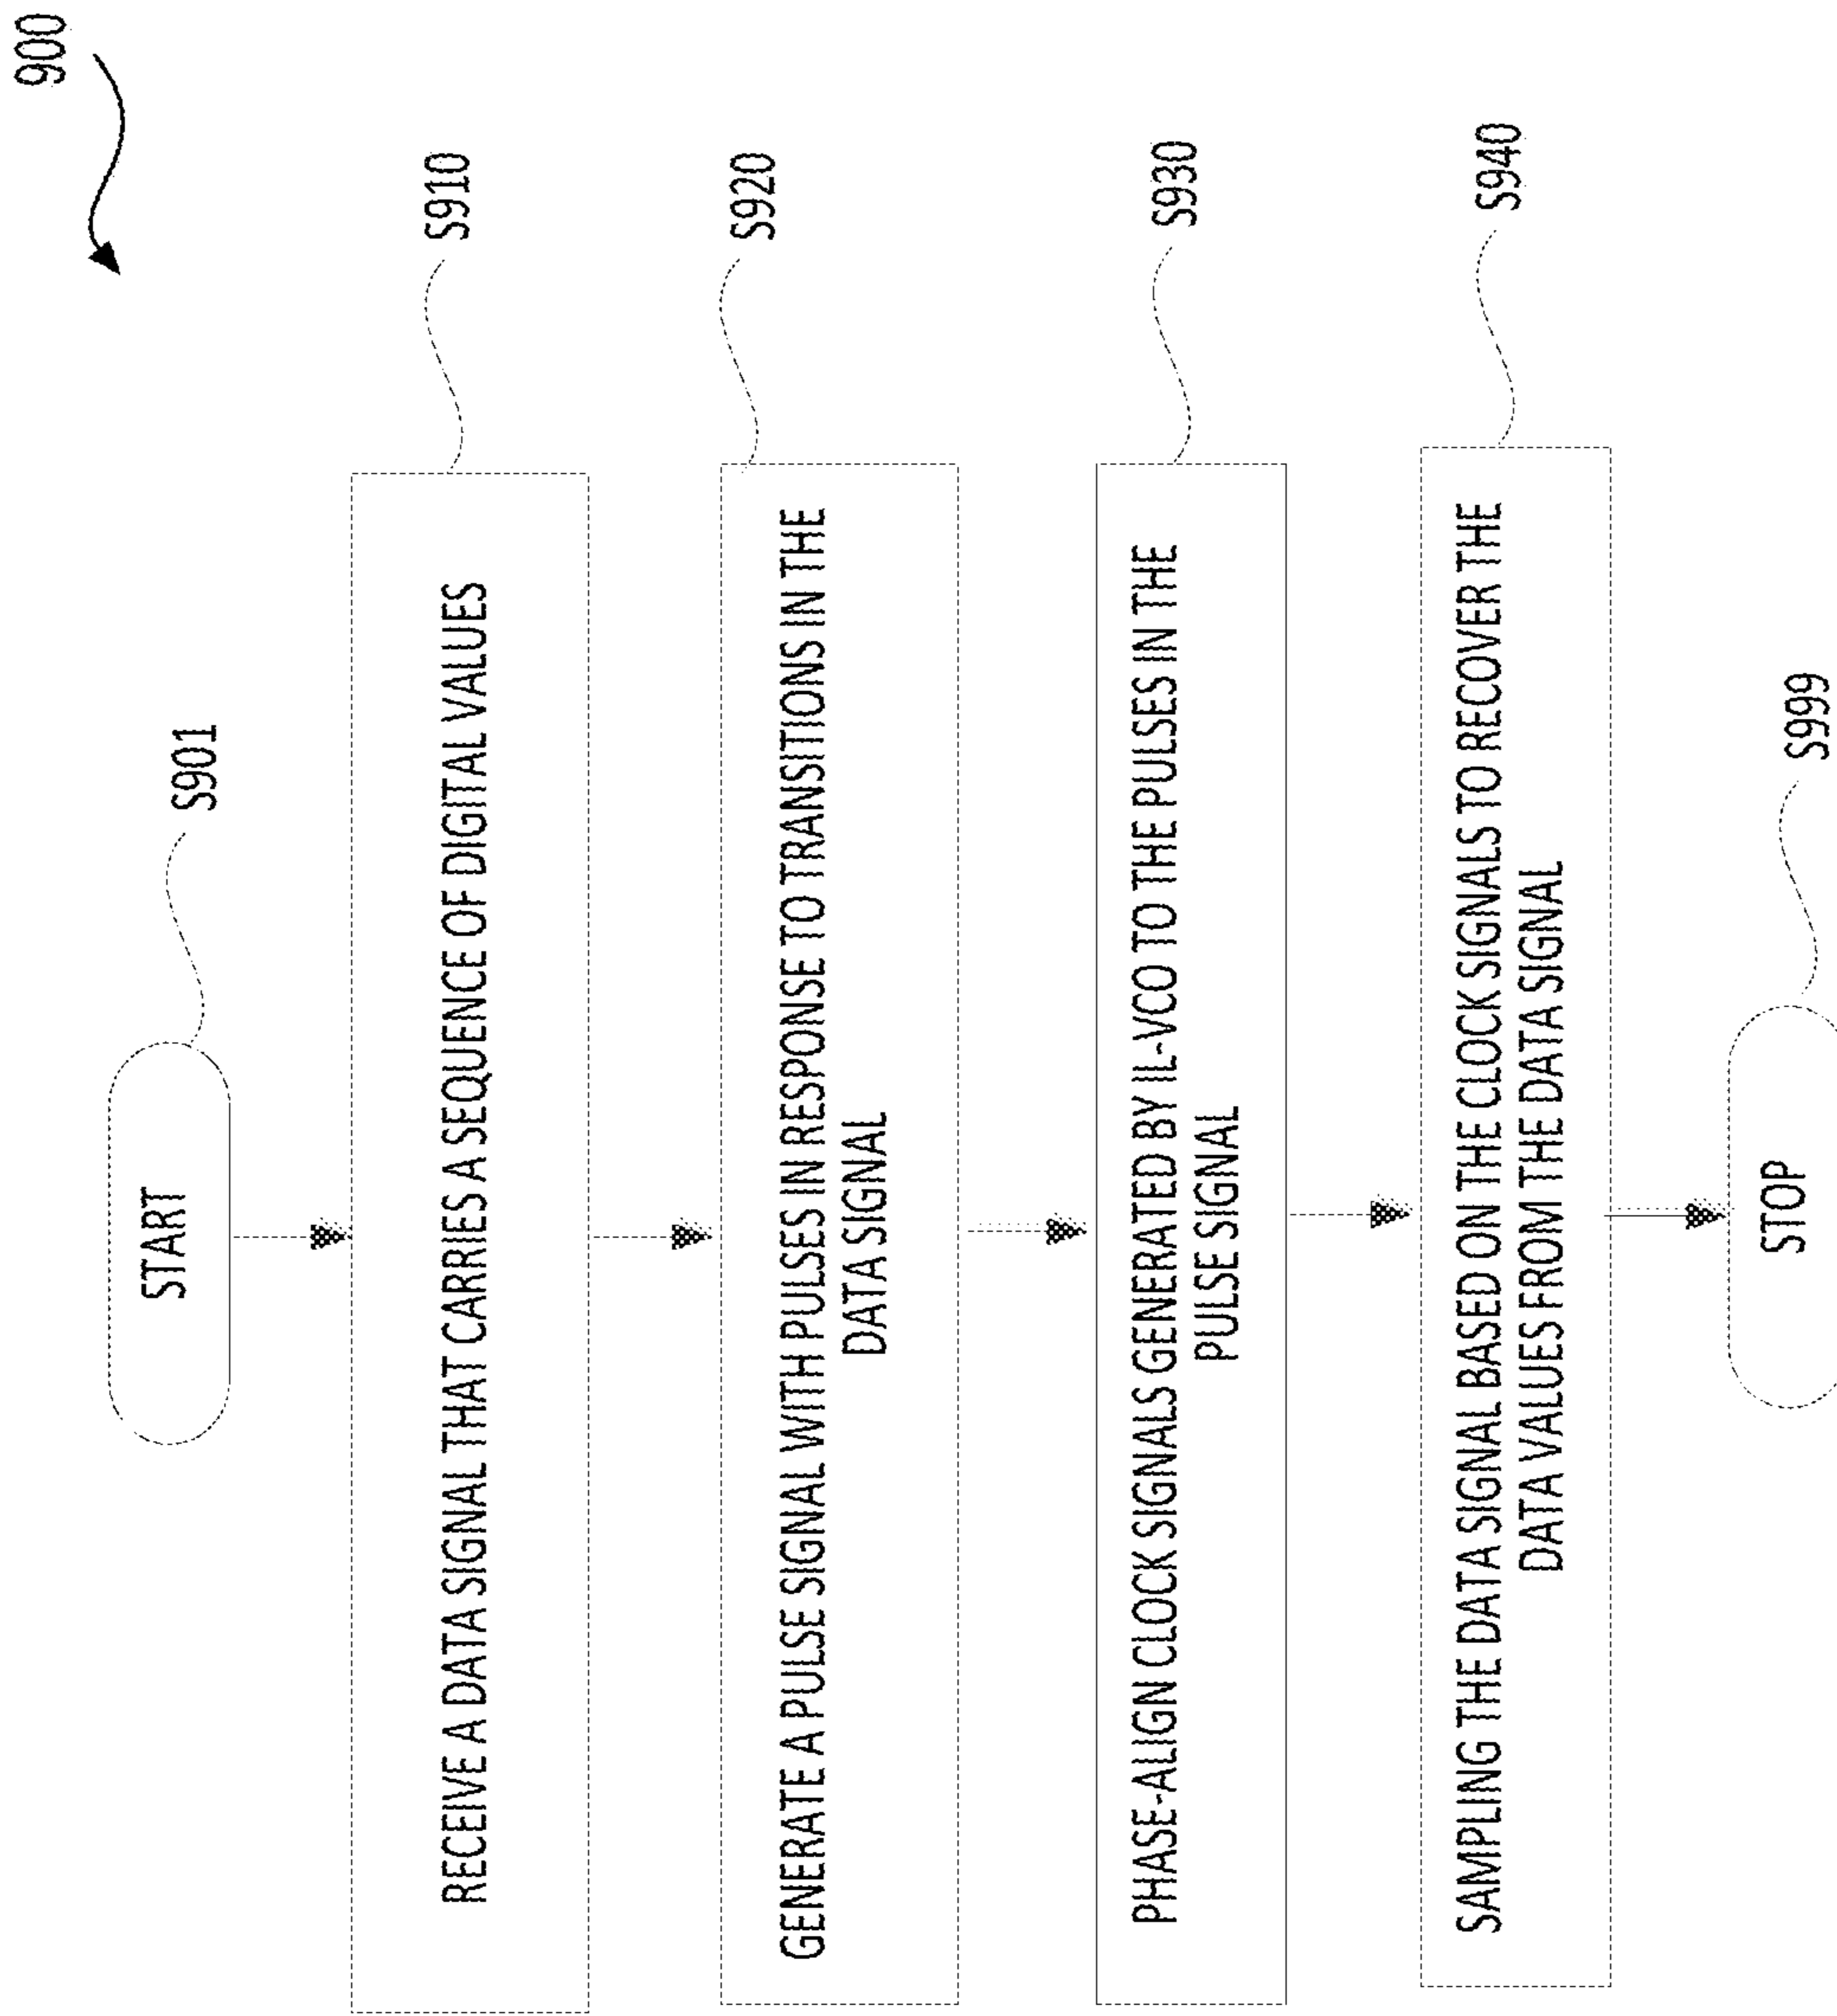 900
START
S901
RECEIVE A DATA SIGNAL THAT CARRIES A SEQUENCE OF DIGITAL VALUES
S910
GENERATE A PULSE SIGNAL WITH PULSES IN RESPONSE TO TRANSITIONS IN THE
DATA SIGNAL
S920
PHASE-ALIGN CLOCK SIGNALS GENERATED BY IL-VCO TO THE PULSES IN THE
PULSE SIGNAL
S930
SAMPLING THE DATA SIGNAL BASED ON THE CLOCK SIGNALS TO RECOVER THE
DATA VALUES FROM THE DATA SIGNAL
S940
STOP
S999